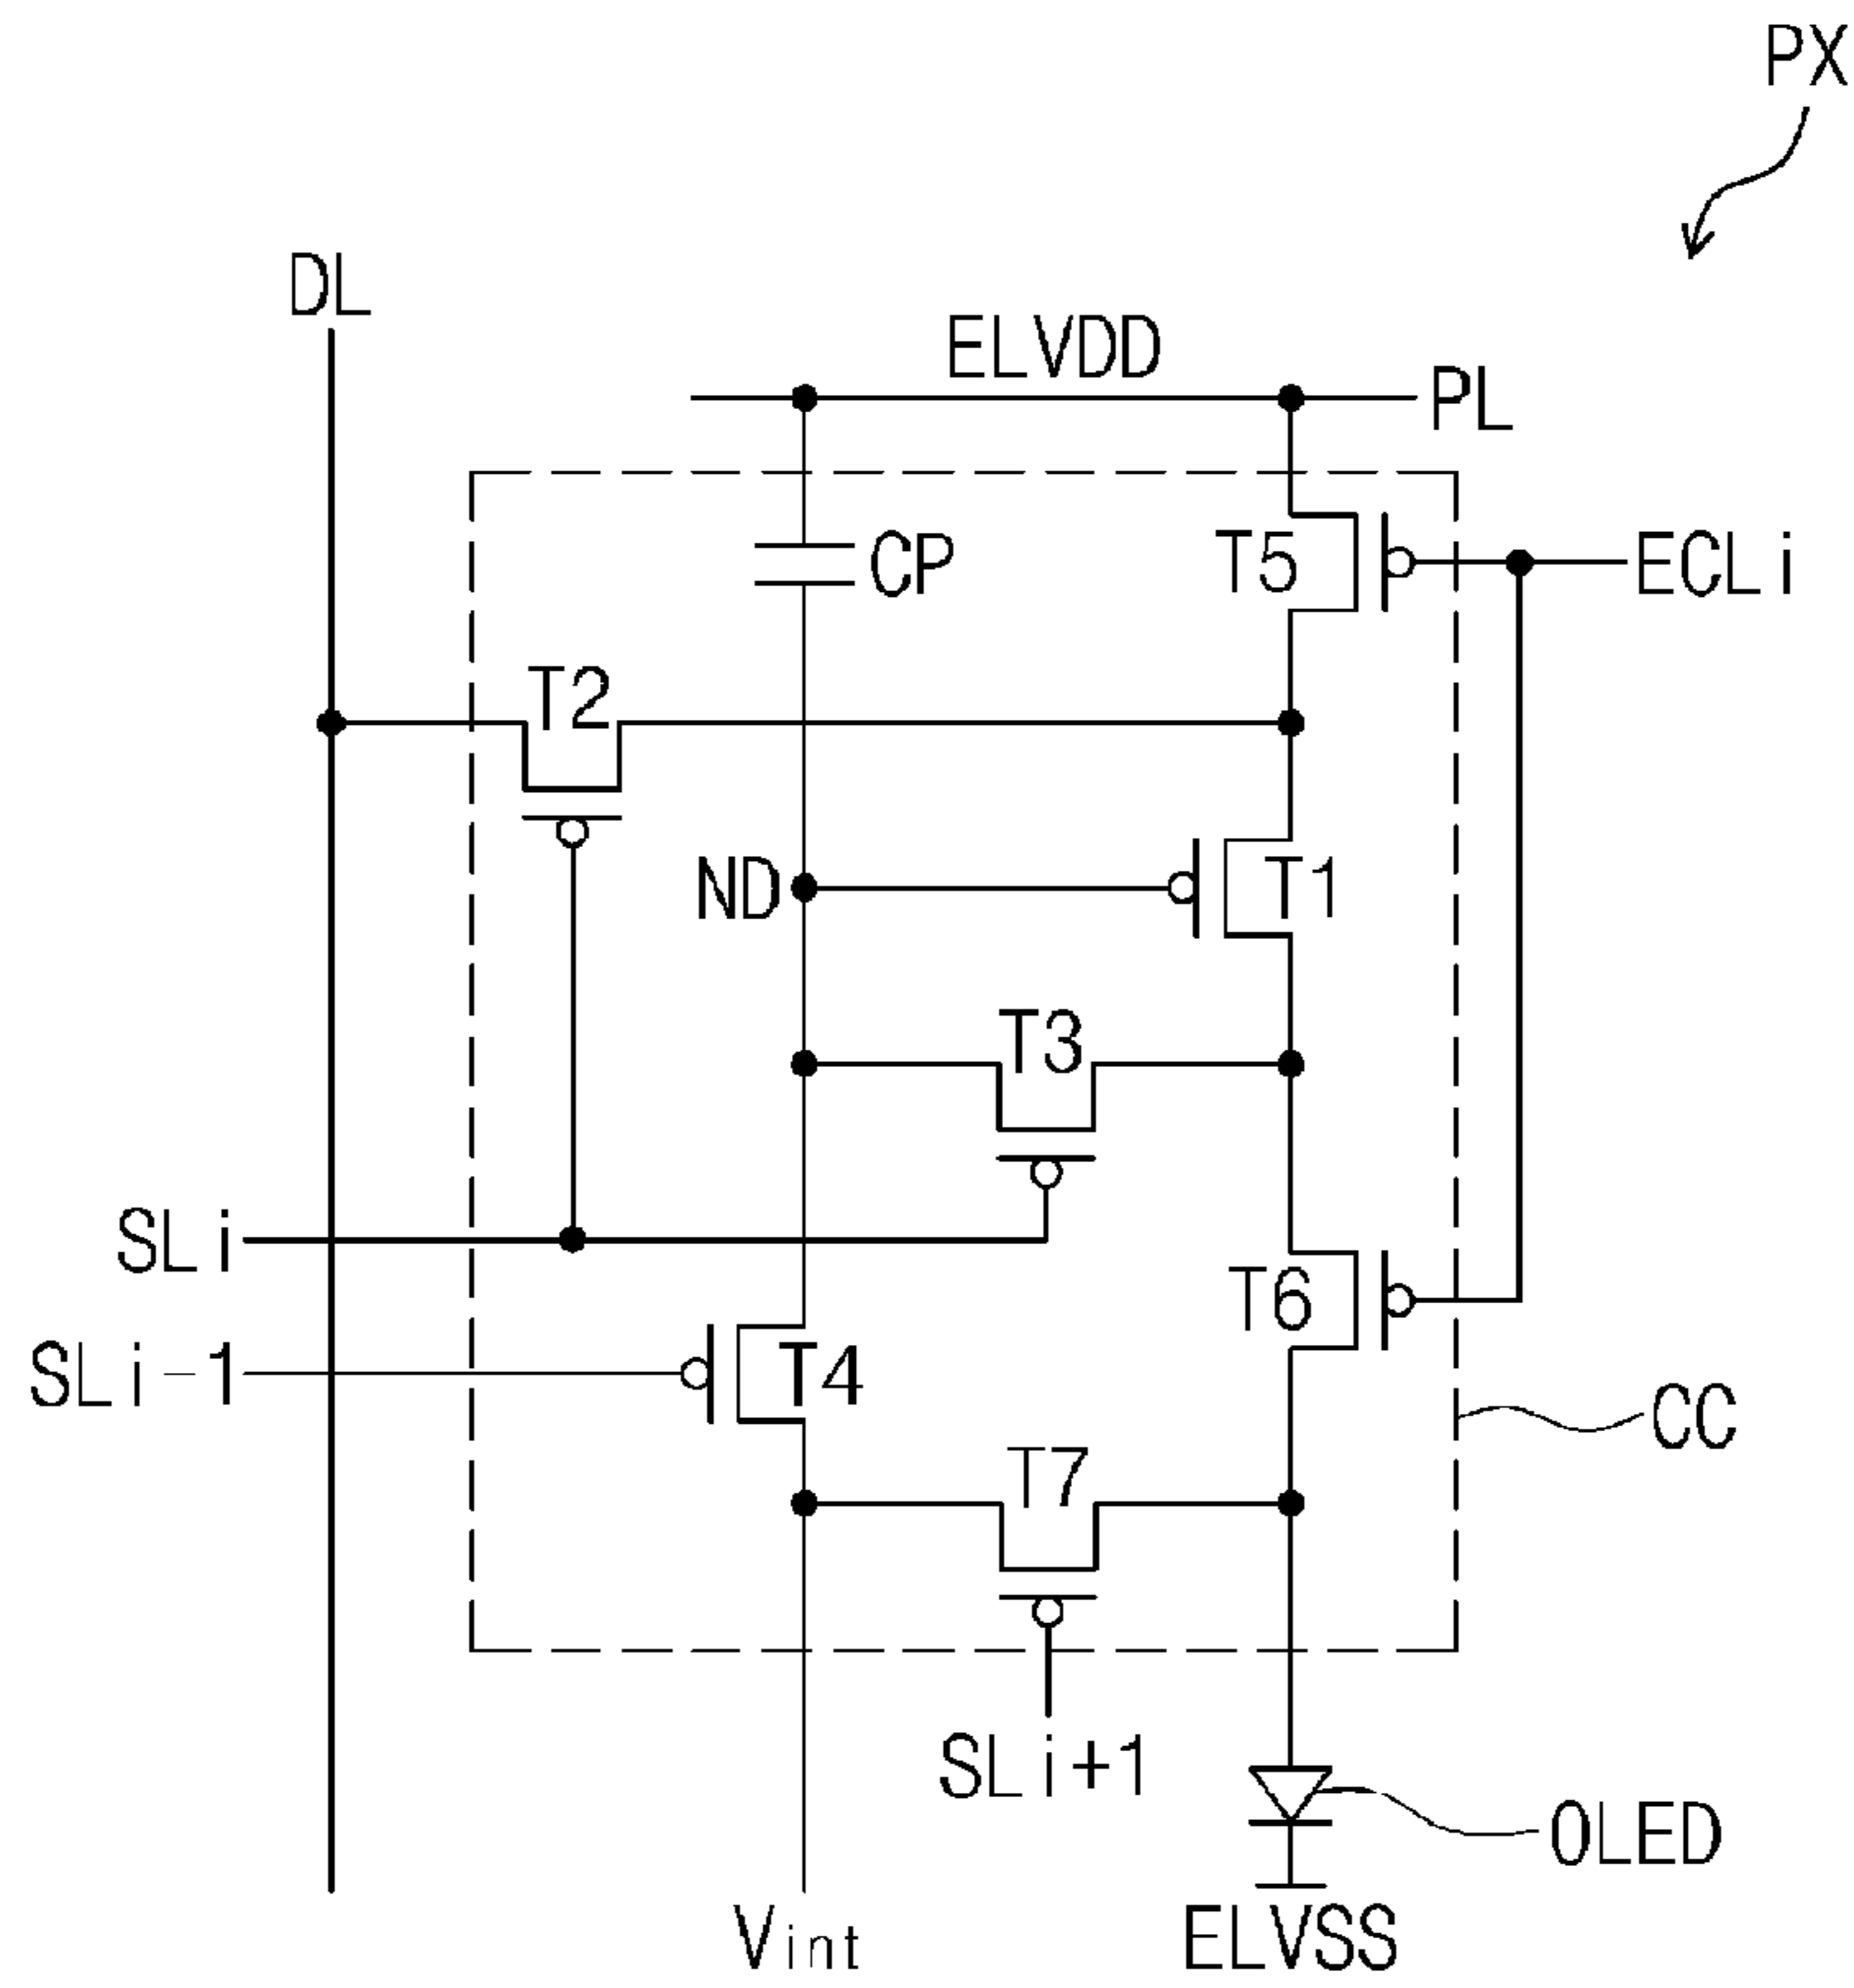 PX
DL
ELVDD
PL
CP
T5
ECLi
T2
ND
T1
T3
SLi
T6
SLi-1
T4
CC
T7
SLi+1
OLED
Vint
ELVSS